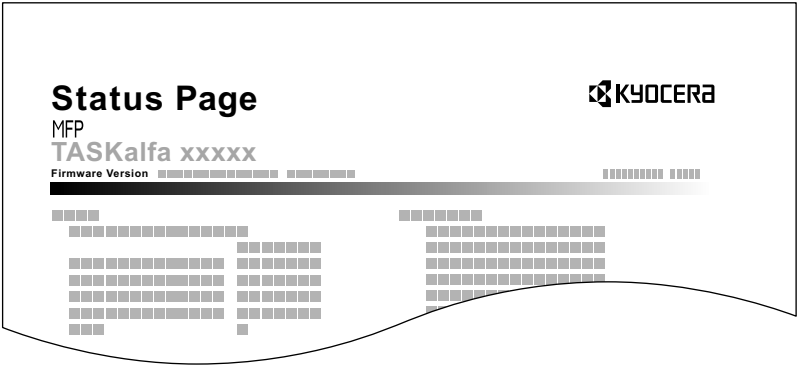 Status Page
KYOCERA
MFP
TASKalfa xxxxx
Firmware Version